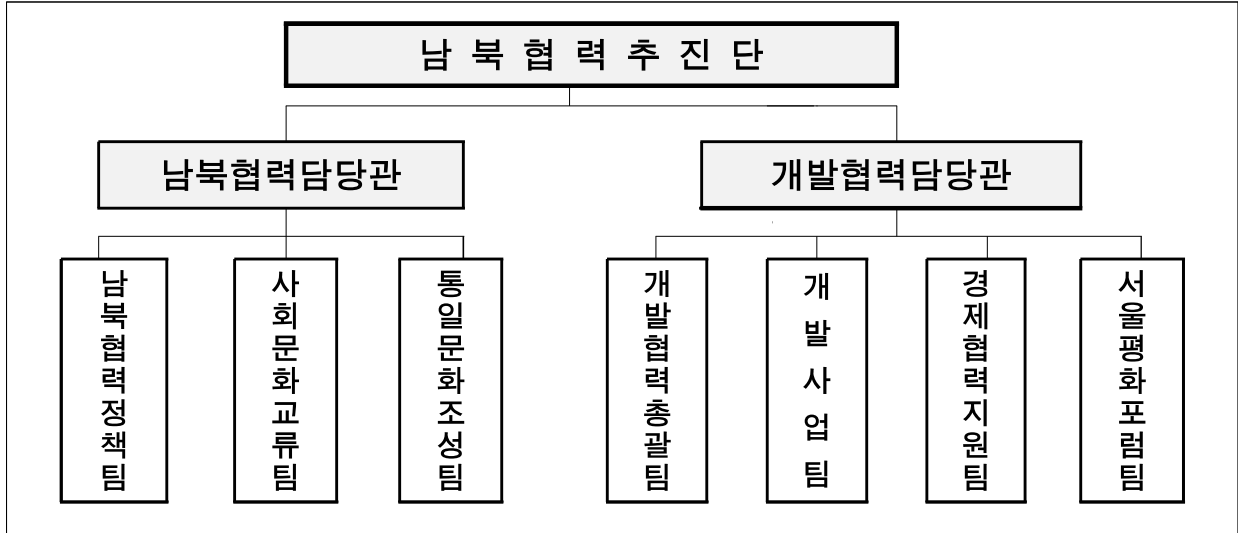 남 북 협 력 추 진 단
남북협력담당관
개발협력담당관
남북협력정책팀
사회문화교류팀
통일문화조성팀
개발협력총괄팀
개발사업팀
경제협력지원팀
서울평화포럼팀